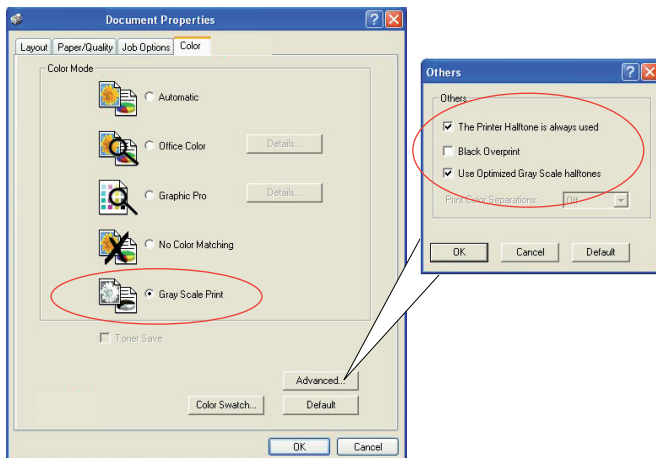 Document Properties
Layout Paper/Quality Job Options Color
Color Mode
Automatic
Office Color Details...
Graphic Pro Details...
No Color Matching
Gray Scale Print
Toner Save
Advanced...
Color Swatch... Default
OK Cancel
Others
Others
The Printer Halftone is always used
Black Overprint
Use Optimized Gray Scale halftones
Print Color Separations: Off
OK Cancel Default